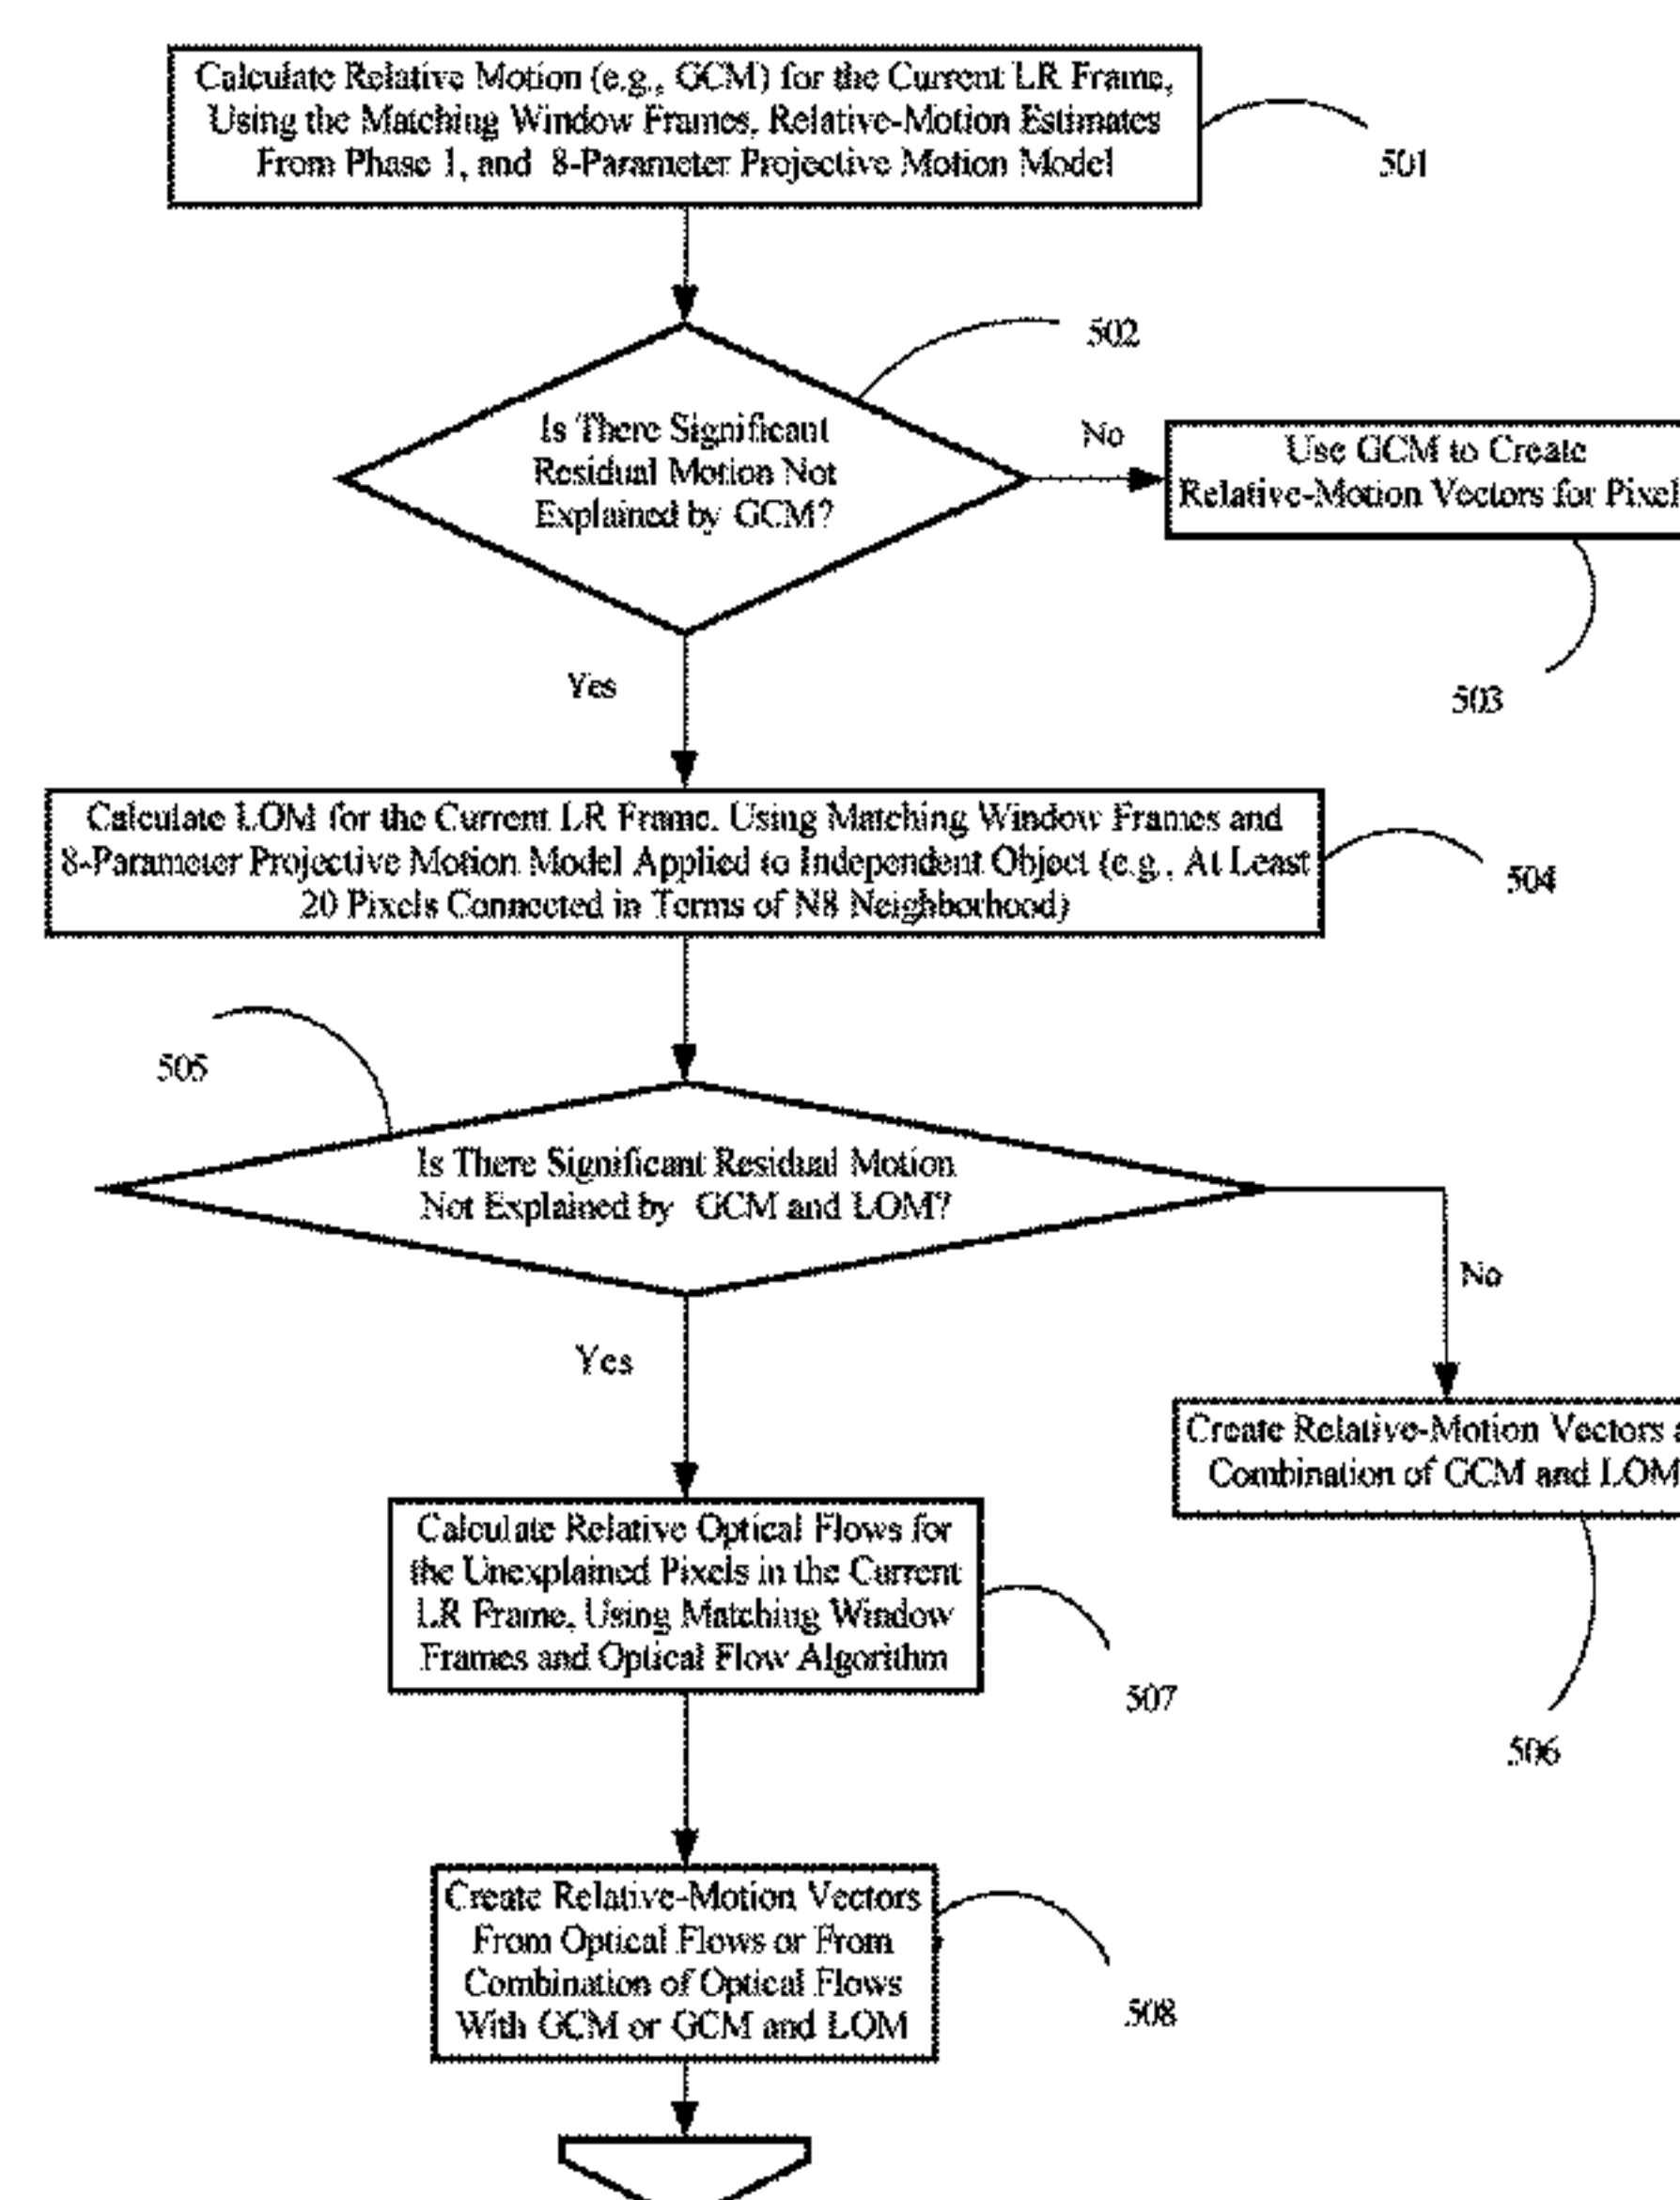 Calculate Relative Motion (e.g., GCM) for the Current LR Frame,
Using the Matching Window Frames, Relative-Motion Estimates
From Phase 1, and 8-Parameter Projective Motion Model
501
502
Is There Significant
Residual Motion Not
Explained by GCM?
No
Use GCM to Create
Relative-Motion Vectors for Pixel
503
Yes
Calculate LOM for the Current LR Frame, Using Matching Window Frames and
8-Parameter Projective Motion Model Applied to Independent Object (e.g., At Least
20 Pixels Connected in Terms of N8 Neighborhood)
504
505
Is There Significant Residual Motion
Not Explained by GCM and LOM?
No
Yes
Create Relative-Motion Vectors
Combination of GCM and LOM
506
Calculate Relative Optical Flows for
the Unexplained Pixels in the Current
LR Frame, Using Matching Window
Frames and Optical Flow Algorithm
507
Create Relative-Motion Vectors
From Optical Flows or From
Combination of Optical Flows
With GCM or GCM and LOM
508